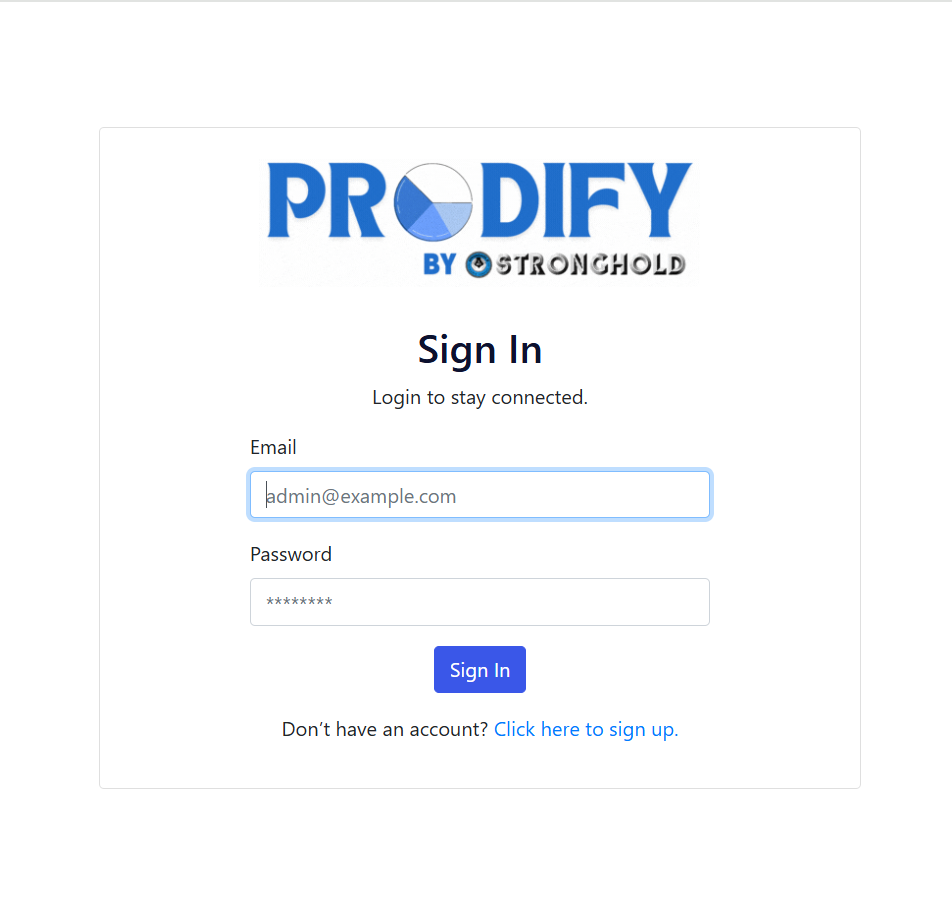 PRODIFY
BY STRONGHOLD
Sign In
Login to stay connected.
Email
admin@example.com
Password
********
Sign In
Don’t have an account? Click here to sign up.